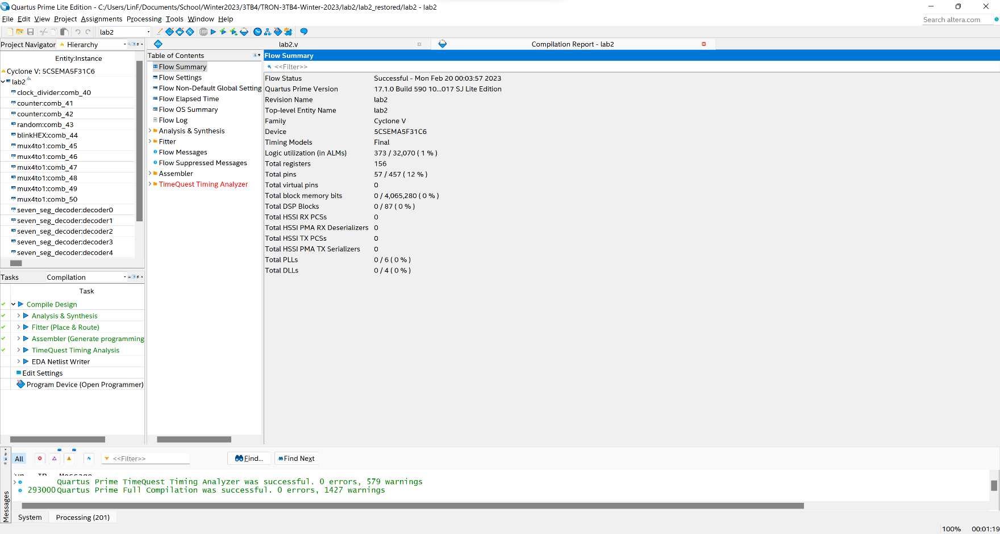 Quartus Prime Lite Edition - C:/Users/LinF/Documents/School/Winter2023/3TB4/TRON-3TB4-Winter-2023/lab2/lab2_restored/lab2 - lab2
File Edit View Project Assignments Processing Tools Window Help
Search altera.com
lab2
STOP
Project Navigator Hierarchy
Entity:Instance
Cyclone V: 5CSEMA5F31C6
lab2
clock_divider:comb_40
counter:comb_41
counter:comb_42
random:comb_43
blinkHEX:comb_44
mux4to1:comb_45
mux4to1:comb_46
mux4to1:comb_47
mux4to1:comb_48
mux4to1:comb_49
mux4to1:comb_50
seven_seg_decoder:decoder0
seven_seg_decoder:decoder1
seven_seg_decoder:decoder2
seven_seg_decoder:decoder3
seven_seg_decoder:decoder4
Tasks Compilation
Task
Compile Design
Analysis & Synthesis
Fitter (Place & Route)
Assembler (Generate programming
TimeQuest Timing Analysis
EDA Netlist Writer
Edit Settings
Program Device (Open Programmer)
lab2.v
Compilation Report - lab2
Table of Contents
Flow Summary
Flow Settings
Flow Non-Default Global Setting
Flow Elapsed Time
Flow OS Summary
Flow Log
Analysis & Synthesis
Fitter
Flow Messages
Flow Suppressed Messages
Assembler
TimeQuest Timing Analyzer
Flow Summary
<<Filter>>
Flow Status Successful - Mon Feb 20 00:03:57 2023
Quartus Prime Version 17.1.0 Build 590 10...017 SJ Lite Edition
Revision Name lab2
Top-level Entity Name lab2
Family Cyclone V
Device 5CSEMA5F31C6
Timing Models Final
Logic utilization (in ALMs) 373 / 32,070 ( 1 % )
Total registers 156
Total pins 57 / 457 ( 12 % )
Total virtual pins 0
Total block memory bits 0 / 4,065,280 ( 0 % )
Total DSP Blocks 0 / 87 ( 0 % )
Total HSSI RX PCSs 0
Total HSSI PMA RX Deserializers 0
Total HSSI TX PCSs 0
Total HSSI PMA TX Serializers 0
Total PLLs 0 / 6 ( 0 % )
Total DLLs 0 / 4 ( 0 % )
All <<Filter>> Find... Find Next
ID Message
Quartus Prime TimeQuest Timing Analyzer was successful. 0 errors, 579 warnings
293000 Quartus Prime Full Compilation was successful. 0 errors, 1427 warnings
Messages
System Processing (201)
100% 00:01:19